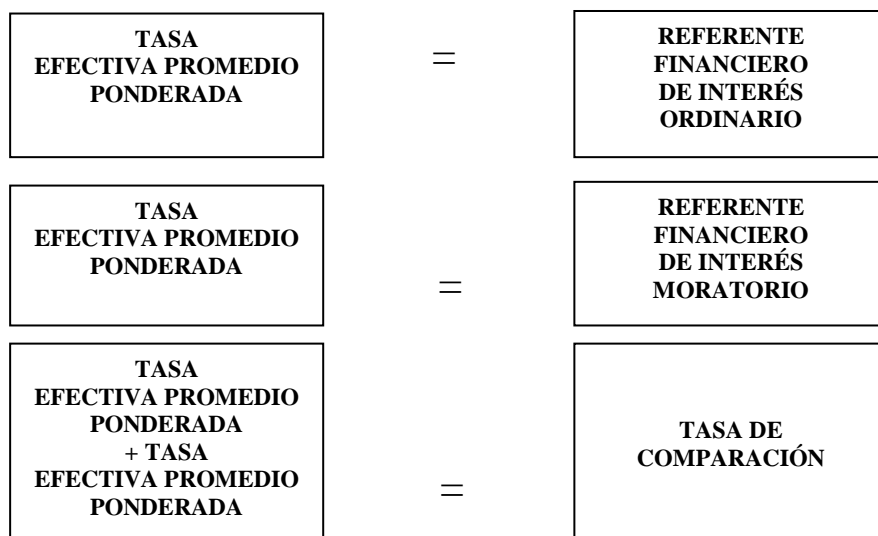 TASA
EFECTIVA PROMEDIO
PONDERADA
=
REFERENTE
FINANCIERO
DE INTERÉS
ORDINARIO
TASA
EFECTIVA PROMEDIO
PONDERADA
=
REFERENTE
FINANCIERO
DE INTERÉS
MORATORIO
TASA
EFECTIVA PROMEDIO
PONDERADA
+ TASA
EFECTIVA PROMEDIO
PONDERADA
=
TASA DE
COMPARACIÓN